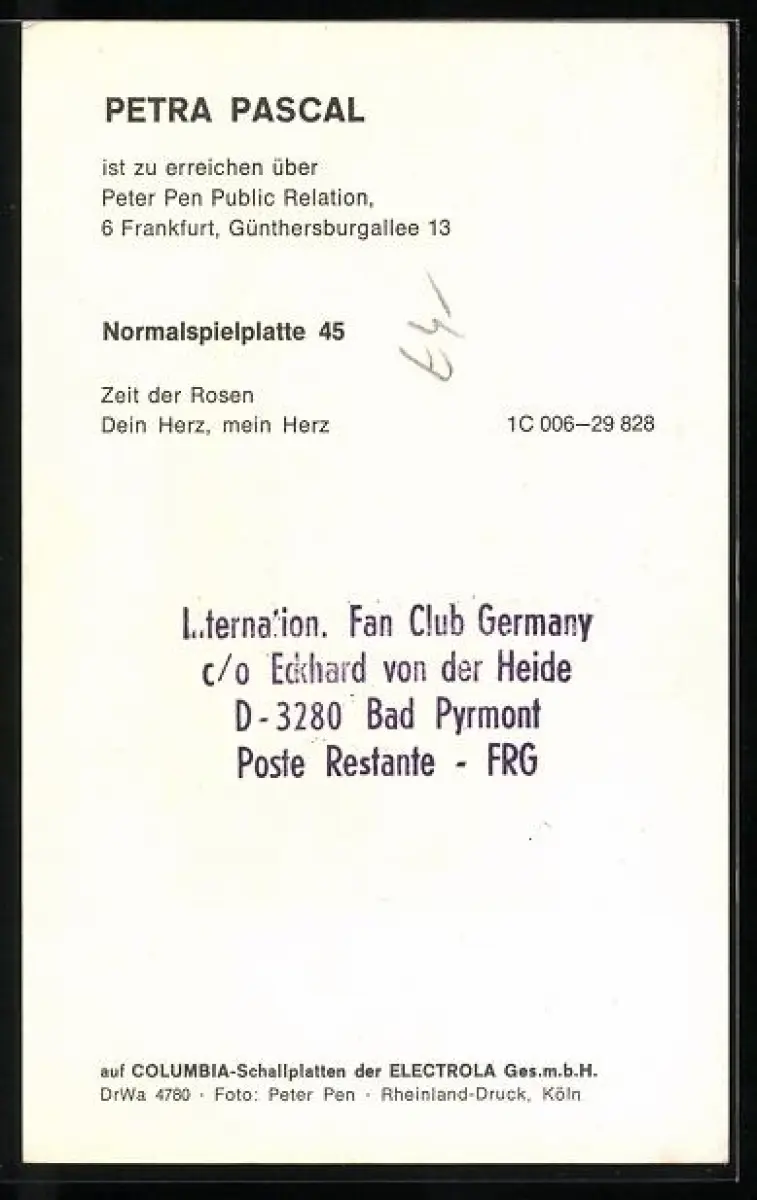 PETRA PASCAL
ist zu erreichen über
Peter Pen Public Relation,
6 Frankfurt, Günthersburgallee 13
Normalspielplatte 45
Zeit der Rosen
Dein Herz, mein Herz 1C 006–29 828
Internation. Fan Club Germany
c/o Eckhard von der Heide
D-3280 Bad Pyrmont
Poste Restante - FRG
auf COLUMBIA-Schallplatten der ELECTROLA Ges.m.b.H.
DrWa 4780 · Foto: Peter Pen · Rheinland-Druck, Köln